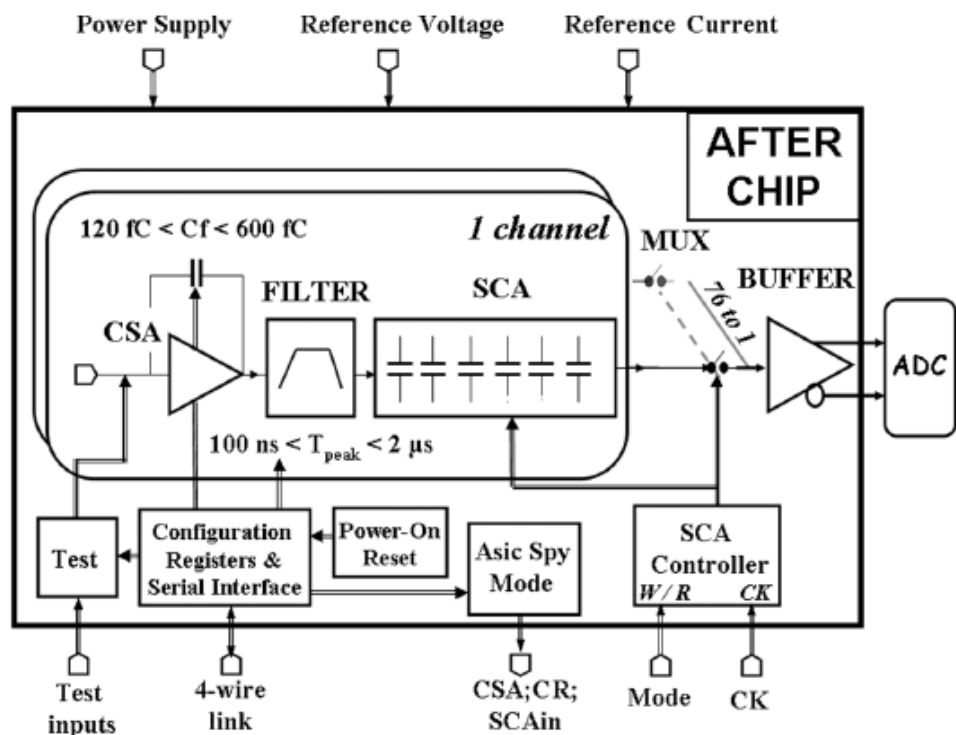 Power Supply
Reference Voltage
Reference Current
AFTER
CHIP
120 fC < Cf < 600 fC
1 channel
MUX
FILTER
SCA
76 to 1
BUFFER
CSA
ADC
100 ns < Tpeak < 2 µs
Test
Configuration
Registers &
Serial Interface
Power-On
Reset
Asic Spy
Mode
SCA
Controller
W / R
CK
Test
inputs
4-wire
link
CSA;CR;
SCAin
Mode
CK